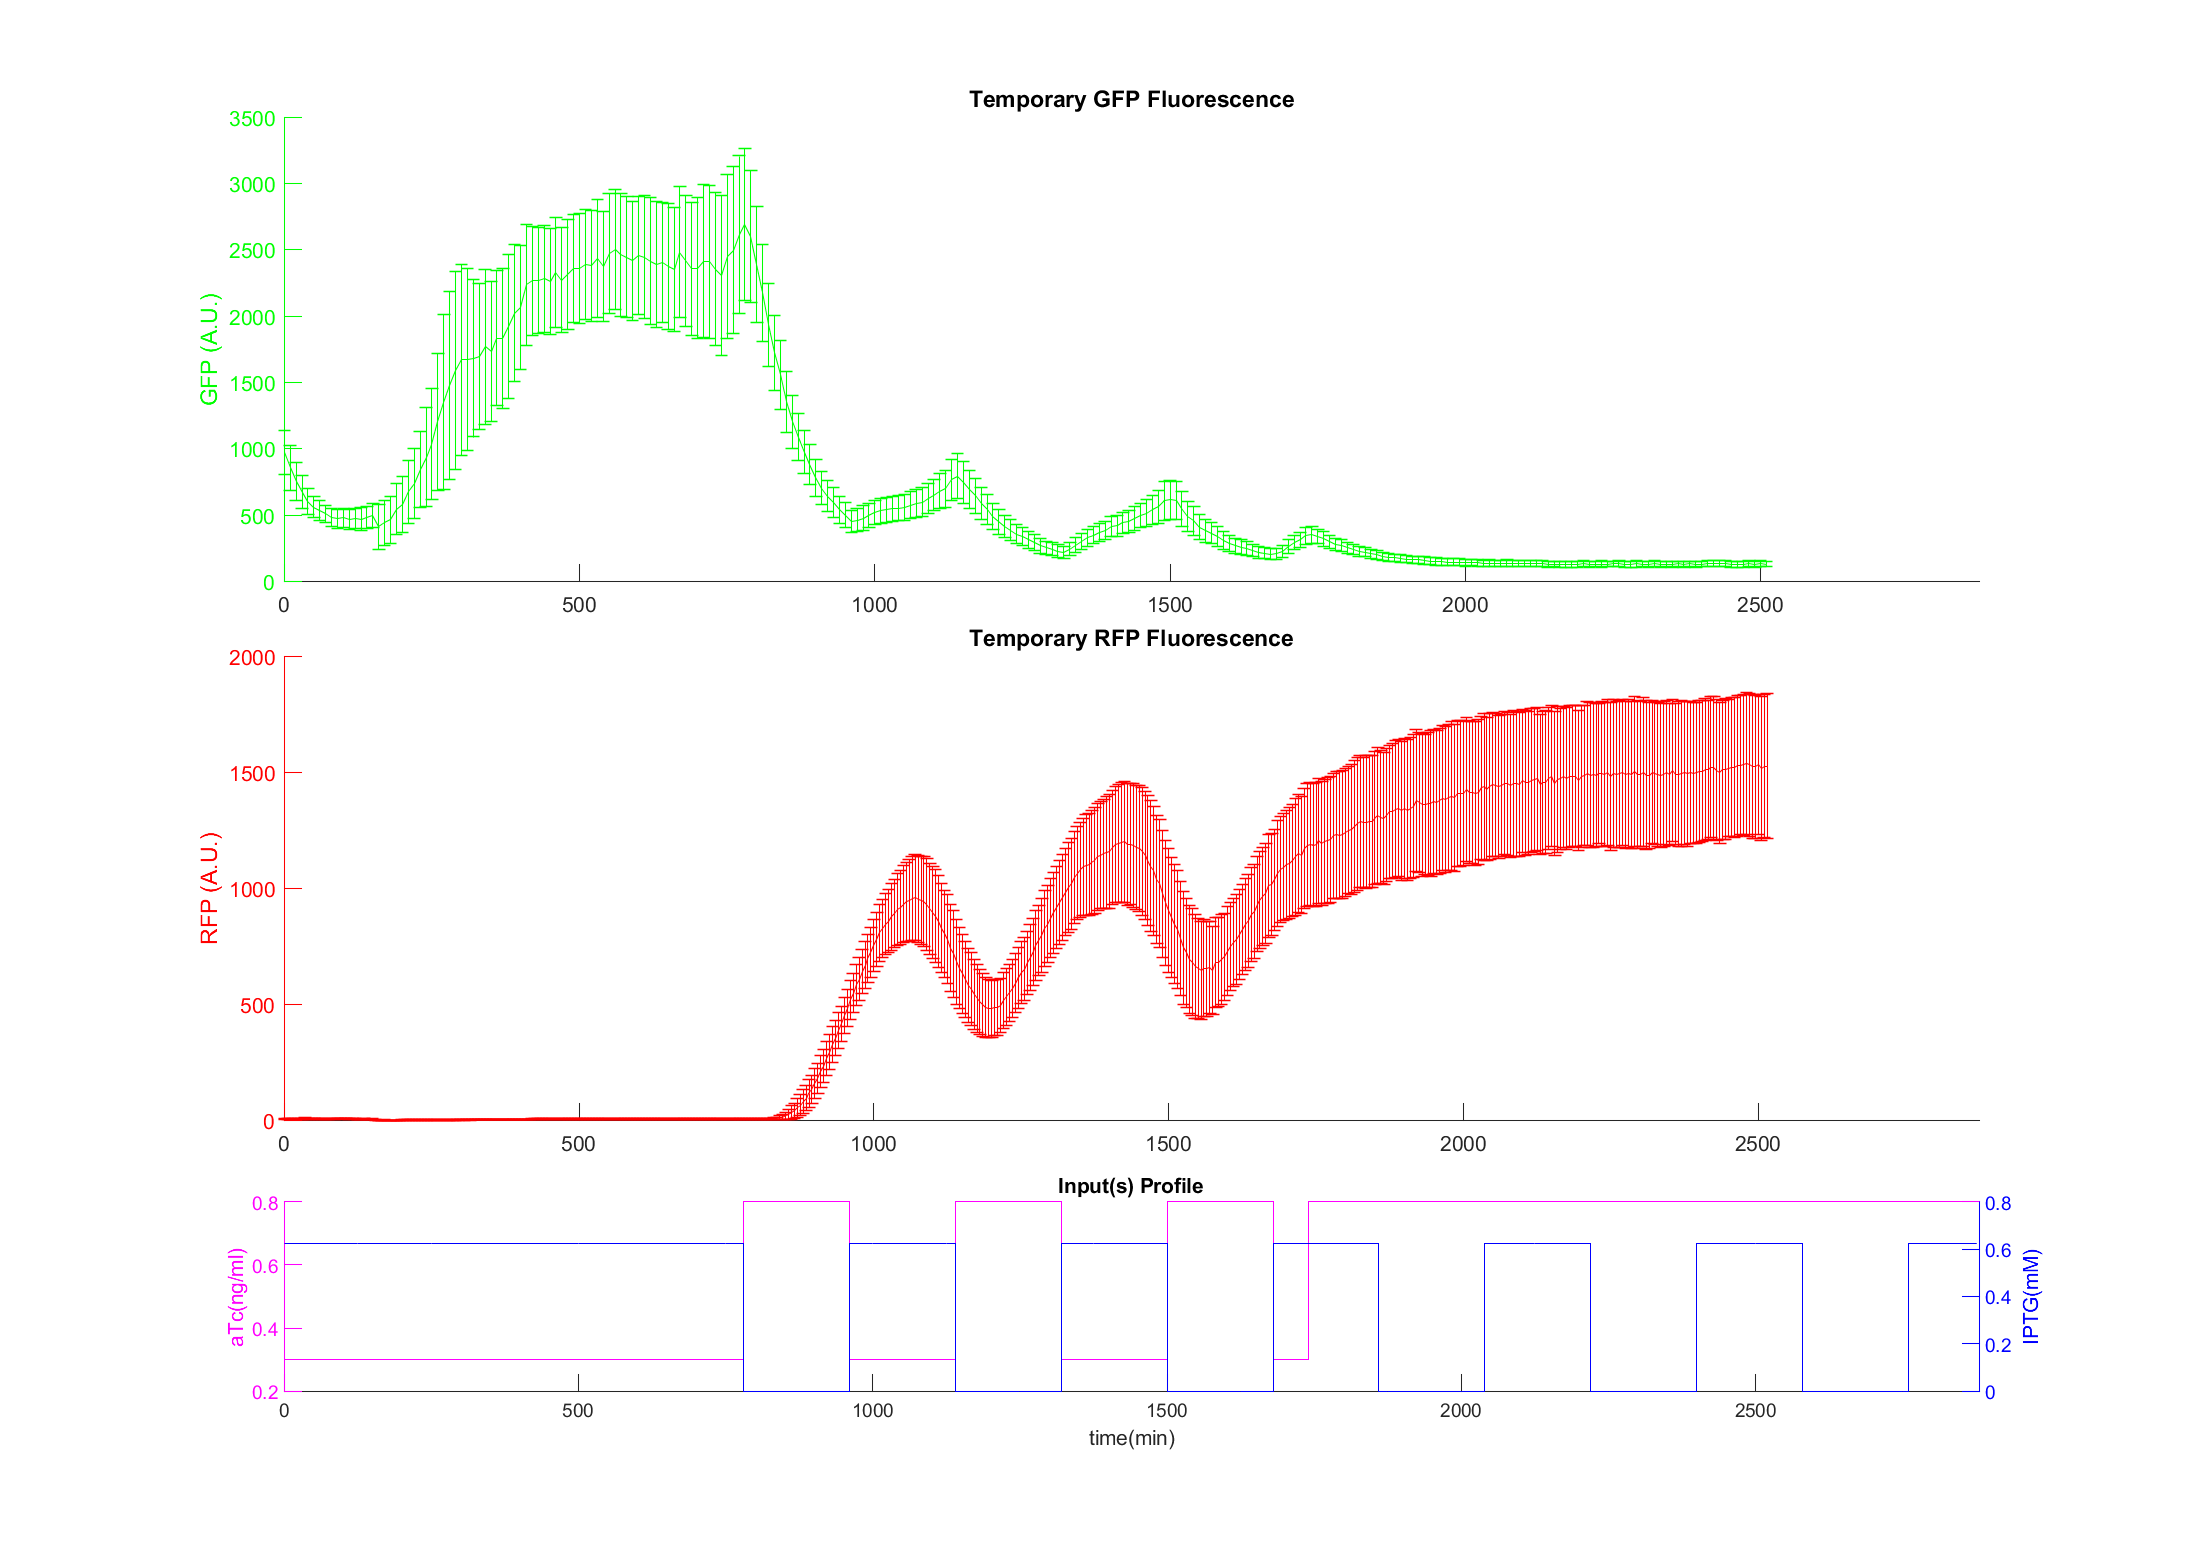 Temporary GFP Fluorescence
GFP (A.U.)
3500
3000
2500
2000
1500
1000
500
0
0 500 1000 1500 2000 2500
Temporary RFP Fluorescence
RFP (A.U.)
2000
1500
1000
500
0
0 500 1000 1500 2000 2500
Input(s) Profile
aTc(ng/ml)
0.8
0.6
0.4
0.2
0.8
0.6
0.4
0.2
0
IPTG(mM)
0 500 1000 1500 2000 2500
time(min)